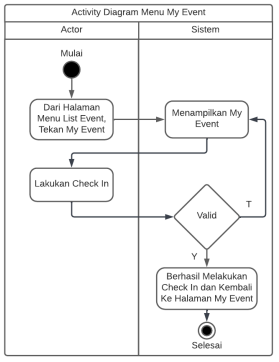 Activity Diagram Menu My Event
Actor
Sistem
Mulai
Dari Halaman
Menu List Event,
Tekan My Event
Menampilkan My
Event
Lakukan Check In
Valid
T
Y
Berhasil Melakukan
Check In dan Kembali
Ke Halaman My Event
Selesai